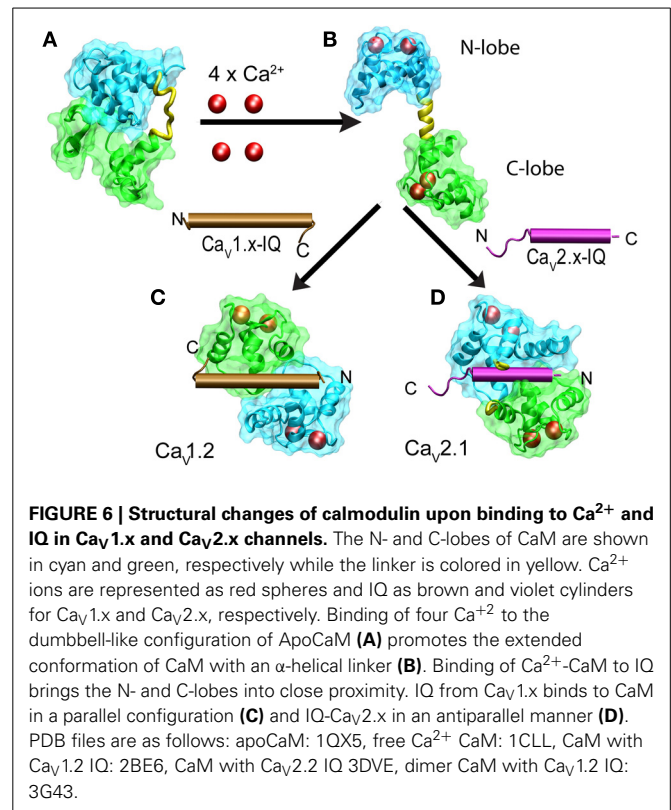 A
4 x Ca²⁺
B
N-lobe
C-lobe
N
Caᵥ1.x-IQ
C
N
C
Caᵥ2.x-IQ
C
C
N
Caᵥ1.2
D
C
N
Caᵥ2.1
FIGURE 6 | Structural changes of calmodulin upon binding to Ca²⁺ and
IQ in Caᵥ1.x and Caᵥ2.x channels. The N- and C-lobes of CaM are shown
in cyan and green, respectively while the linker is colored in yellow. Ca²⁺
ions are represented as red spheres and IQ as brown and violet cylinders
for Caᵥ1.x and Caᵥ2.x, respectively. Binding of four Ca⁺² to the
dumbbell-like configuration of ApoCaM (A) promotes the extended
conformation of CaM with an α-helical linker (B). Binding of Ca²⁺-CaM to IQ
brings the N- and C-lobes into close proximity. IQ from Caᵥ1.x binds to CaM
in a parallel configuration (C) and IQ-Caᵥ2.x in an antiparallel manner (D).
PDB files are as follows: apoCaM: 1QX5, free Ca²⁺ CaM: 1CLL, CaM with
Caᵥ1.2 IQ: 2BE6, CaM with Caᵥ2.2 IQ 3DVE, dimer CaM with Caᵥ1.2 IQ:
3G43.